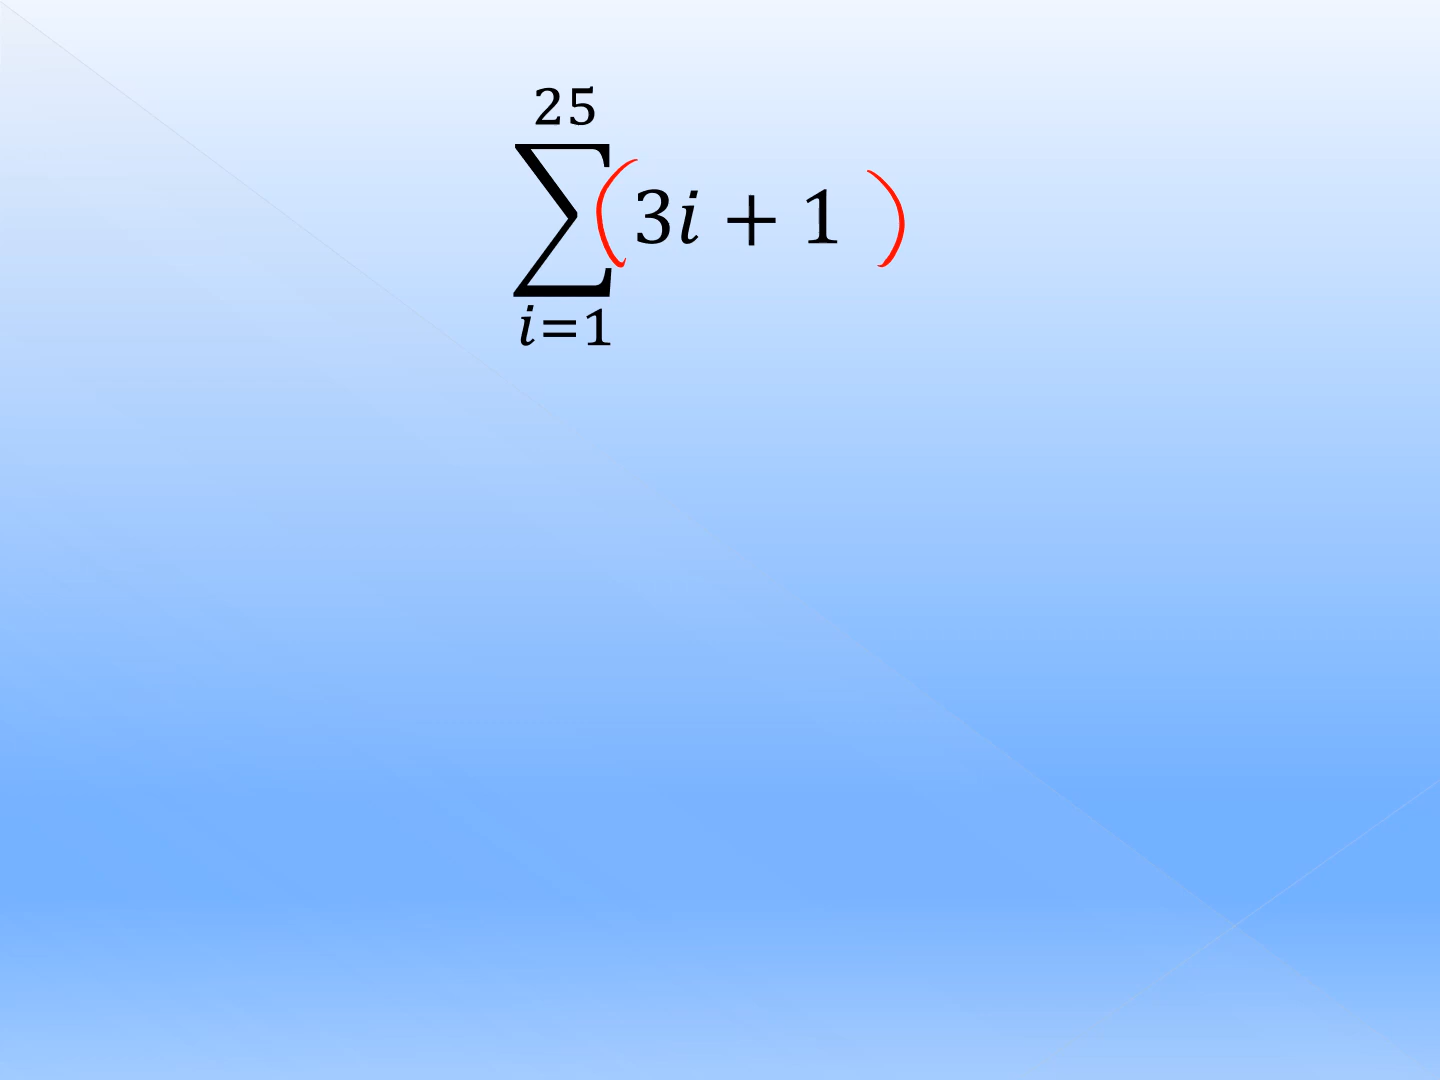 25
∑(3i + 1)
i=1